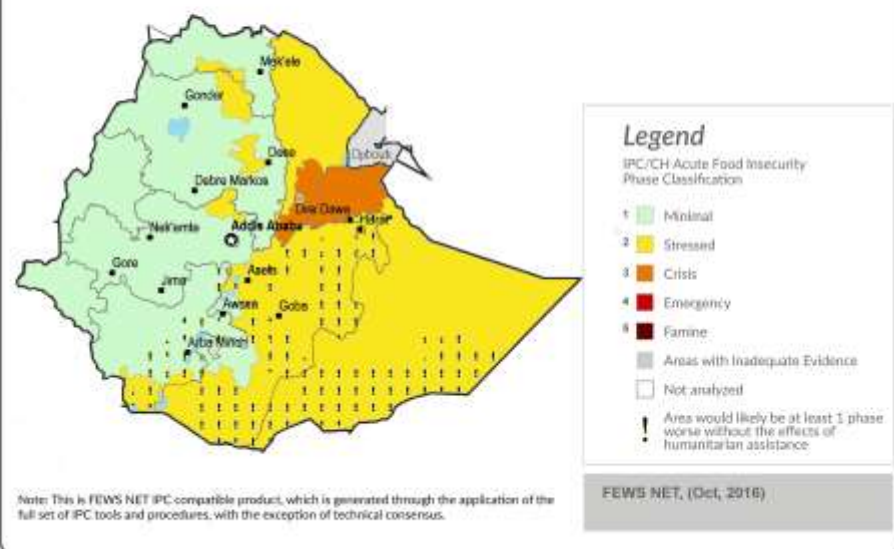 Mek'ele
Gonder
Dese
Djibouti
Debre Markos
Dire Dawa
Harar
Nek'emte
Addis Ababa
Gore
Jima
Asela
Awasa
Goba
Arba Minch
Legend
IPC/CH Acute Food Insecurity
Phase Classification
1 Minimal
2 Stressed
3 Crisis
4 Emergency
5 Famine
Areas with Inadequate Evidence
Not analyzed
! Area would likely be at least 1 phase
worse without the effects of
humanitarian assistance
Note: This is FEWS NET IPC compatible product, which is generated through the application of the
full set of IPC tools and procedures, with the exception of technical consensus.
FEWS NET, (Oct, 2016)